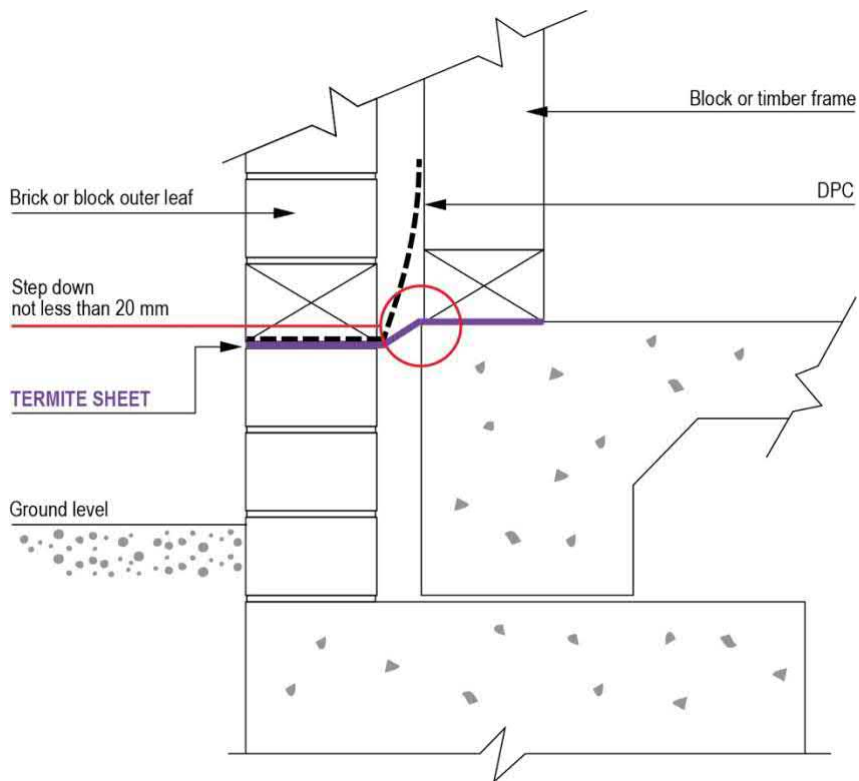 Block or timber frame
Brick or block outer leaf
DPC
Step down
not less than 20 mm
TERMITE SHEET
Ground level